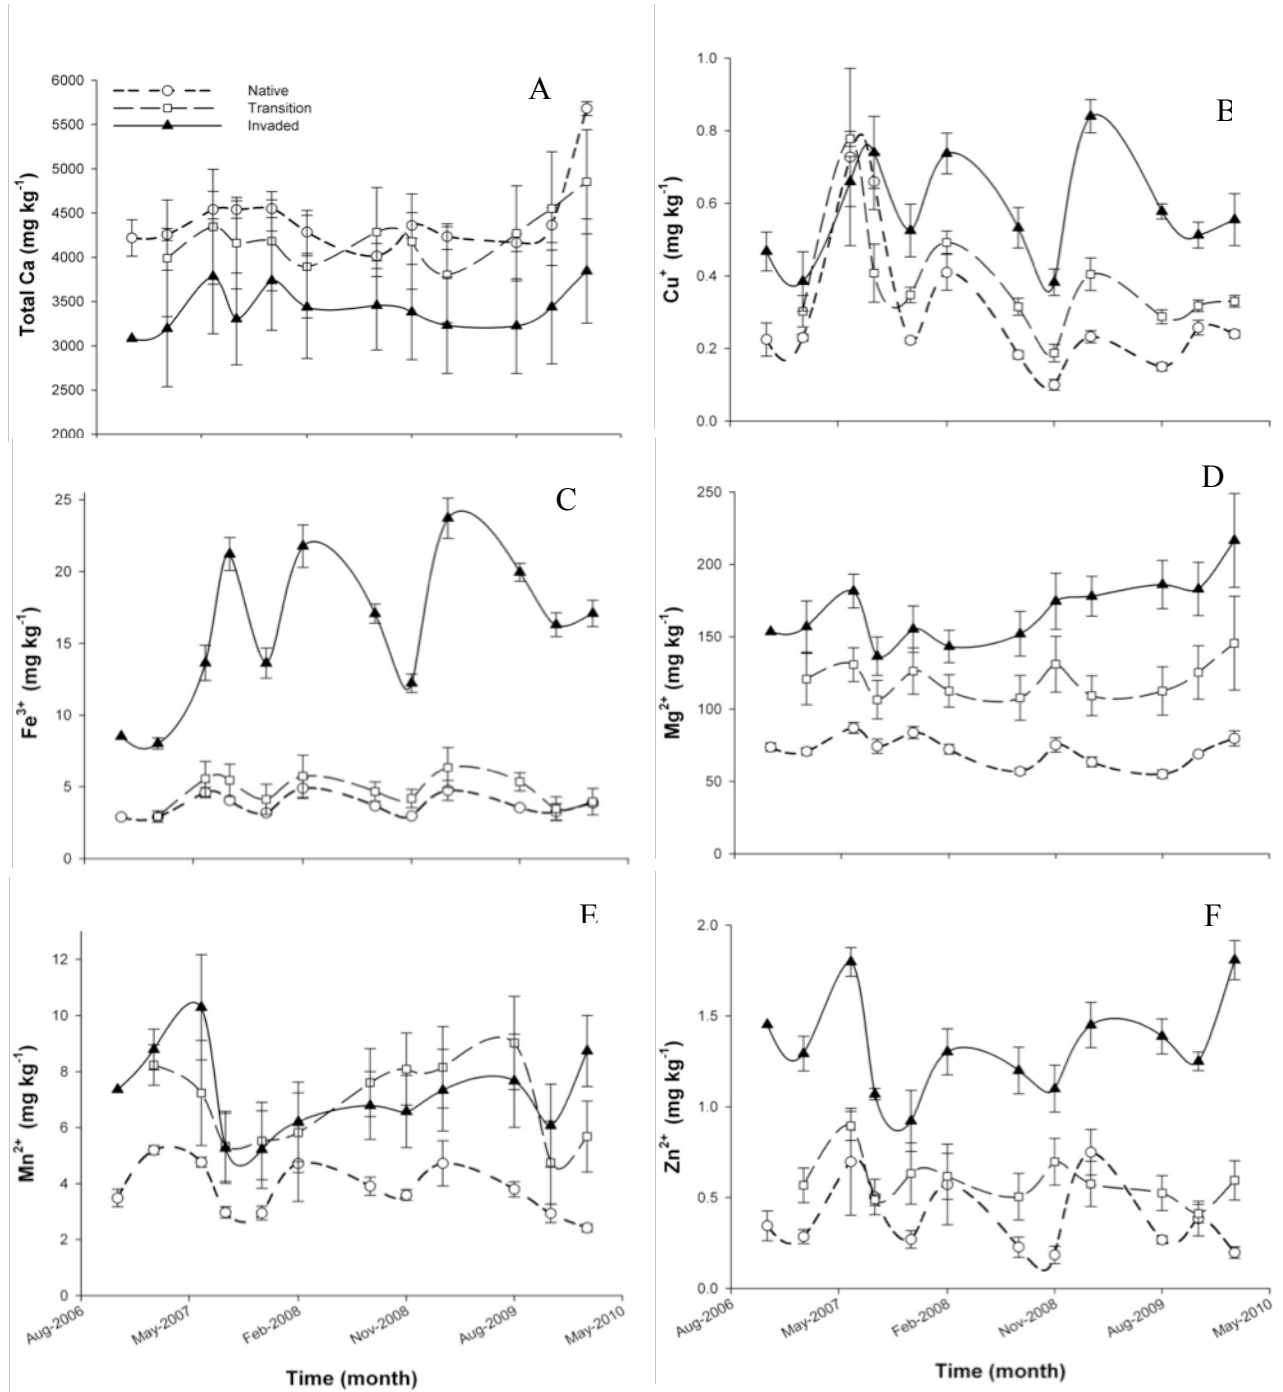 A
6000
5500
5000
4500
4000
3500
3000
2500
2000
Total Ca (mg kg-1)
Native
Transition
Invaded
B
1.0
0.8
0.6
0.4
0.2
0.0
Cu+ (mg kg-1)
C
25
20
15
10
5
0
Fe3+ (mg kg-1)
D
250
200
150
100
50
0
Mg2+ (mg kg-1)
E
12
10
8
6
4
2
0
Mn2+ (mg kg-1)
Aug-2006
May-2007
Feb-2008
Nov-2008
Aug-2009
May-2010
Time (month)
F
2.0
1.5
1.0
0.5
0.0
Zn2+ (mg kg-1)
Aug-2006
May-2007
Feb-2008
Nov-2008
Aug-2009
May-2010
Time (month)